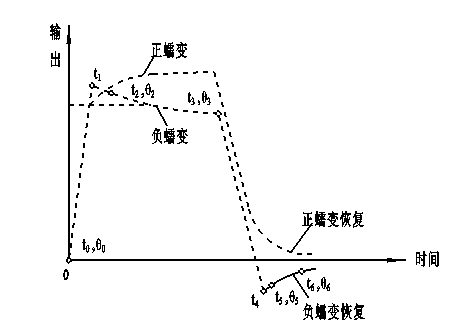 输出
正蠕变
t₁
t₂,θ₂
t₃,θ₃
负蠕变
正蠕变恢复
t₀,θ₀
0
时间
t₄
t₅,θ₅
t₆,θ₆
负蠕变恢复